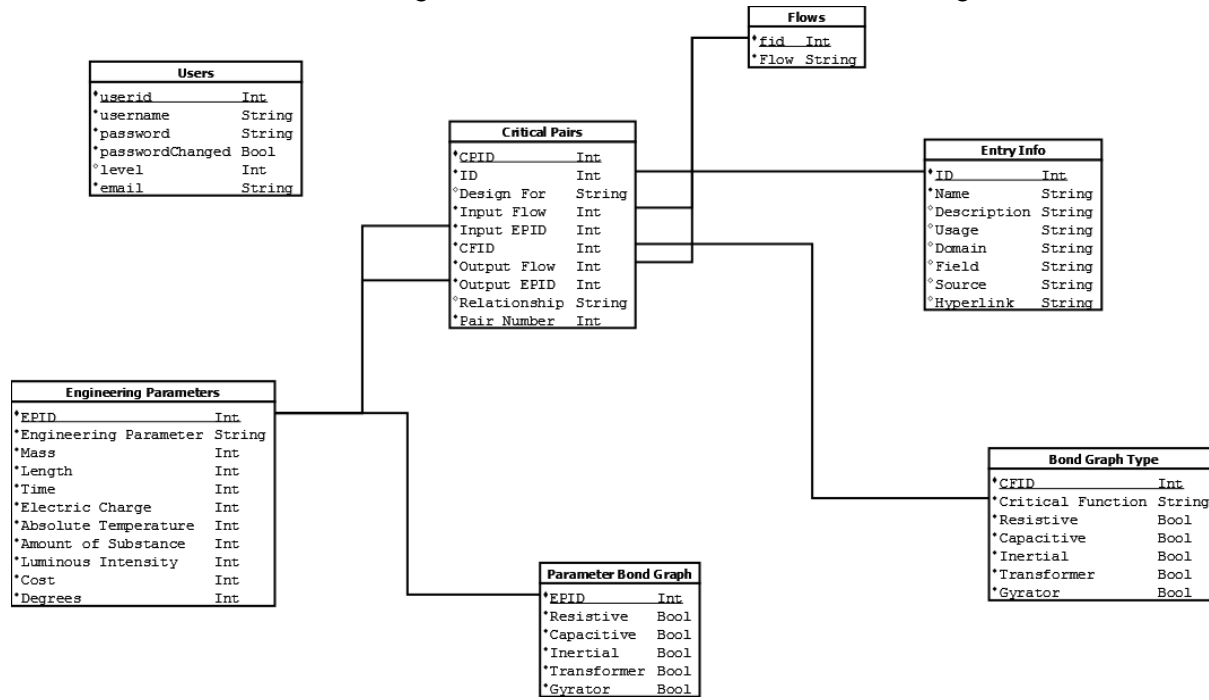 Flows
fid Int
Flow String
Users
userid Int
username String
password String
passwordChanged Bool
level Int
email String
Critical Pairs
CPID Int
ID Int
Design For String
Input Flow Int
Input EPID Int
CFID Int
Output Flow Int
Output EPID Int
Relationship String
Pair Number Int
Entry Info
ID Int
Name String
Description String
Usage String
Domain String
Field String
Source String
Hyperlink String
Engineering Parameters
EPID Int
Engineering Parameter String
Mass Int
Length Int
Time Int
Electric Charge Int
Absolute Temperature Int
Amount of Substance Int
Luminous Intensity Int
Cost Int
Degrees Int
Bond Graph Type
CFID Int
Critical Function String
Resistive Bool
Capacitive Bool
Inertial Bool
Transformer Bool
Gyrator Bool
Parameter Bond Graph
EPID Int
Resistive Bool
Capacitive Bool
Inertial Bool
Transformer Bool
Gyrator Bool